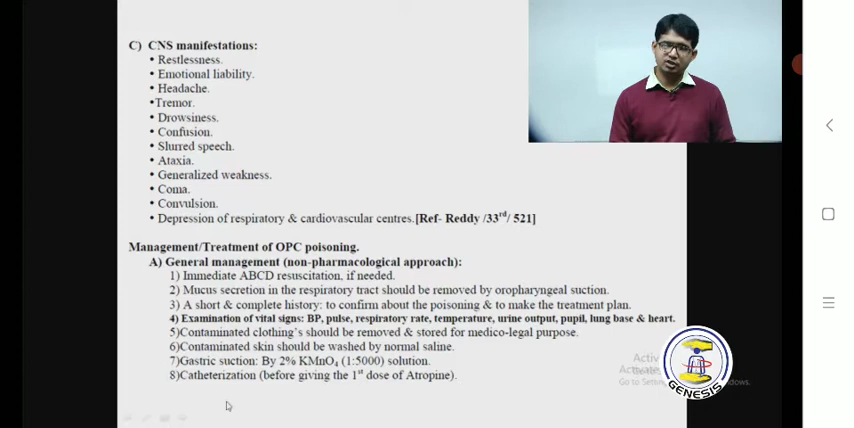 C) CNS manifestations:
• Restlessness.
• Emotional liability.
• Headache.
•Tremor.
• Drowsiness.
• Confusion.
• Slurred speech.
• Ataxia.
• Generalized weakness.
• Coma.
• Convulsion.
• Depression of respiratory & cardiovascular centres.[Ref- Reddy /33rd/ 521]
Management/Treatment of OPC poisoning.
A) General management (non-pharmacological approach):
1) Immediate ABCD resuscitation, if needed.
2) Mucus secretion in the respiratory tract should be removed by oropharyngeal suction.
3) A short & complete history: to confirm about the poisoning & to make the treatment plan.
4) Examination of vital signs: BP, pulse, respiratory rate, temperature, urine output, pupil, lung base & heart.
5)Contaminated clothing's should be removed & stored for medico-legal purpose.
6)Contaminated skin should be washed by normal saline.
7)Gastric suction: By 2% KMnO4 (1:5000) solution.
8)Catheterization (before giving the 1st dose of Atropine).
Activ
Activate
Go to Setting
dows.
GENESIS